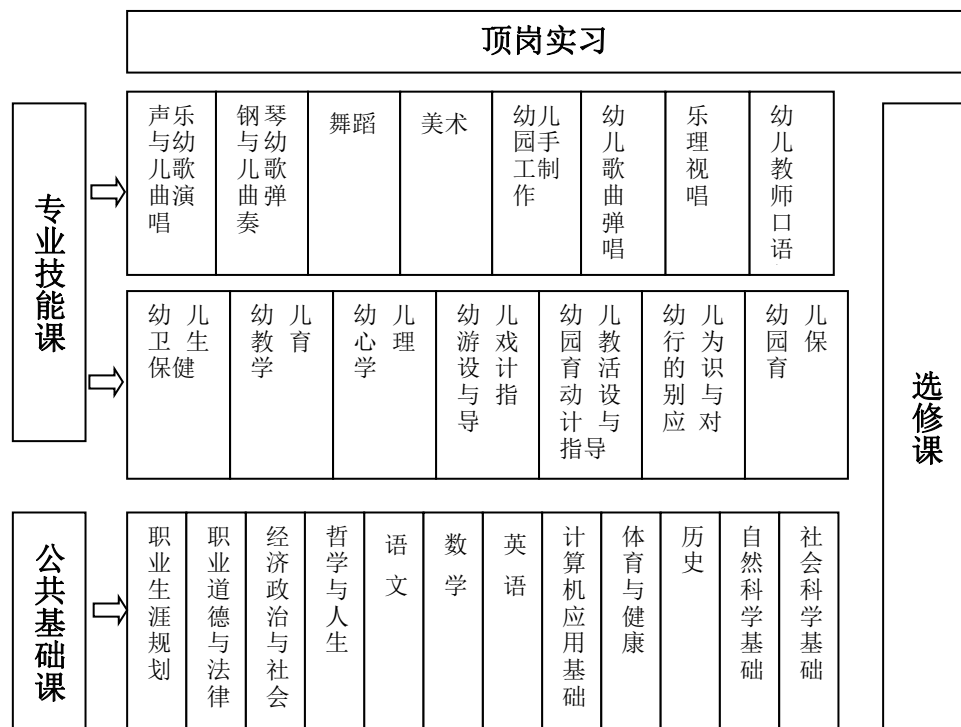 顶岗实习
专业技能课
声乐与幼儿歌曲演唱
钢琴与幼儿歌曲弹奏
舞蹈
美术
幼儿园手工制作
幼儿歌曲弹唱
乐理视唱
幼儿教师口语
幼儿卫生保健
幼儿教育学
幼儿心理学
幼儿游戏设计与指导
幼儿园教育活动设计与指导
幼儿行为的识别与应对
幼儿园保育
选修课
公共基础课
职业生涯规划
职业道德与法律
经济政治与社会
哲学与人生
语文
数学
英语
计算机应用基础
体育与健康
历史
自然科学基础
社会科学基础